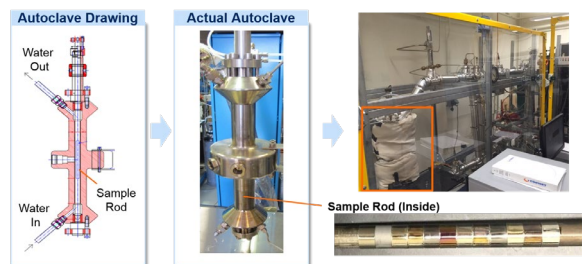 Autoclave Drawing
Actual Autoclave
Water
Out
Sample
Rod
Water
In
Sample Rod (Inside)